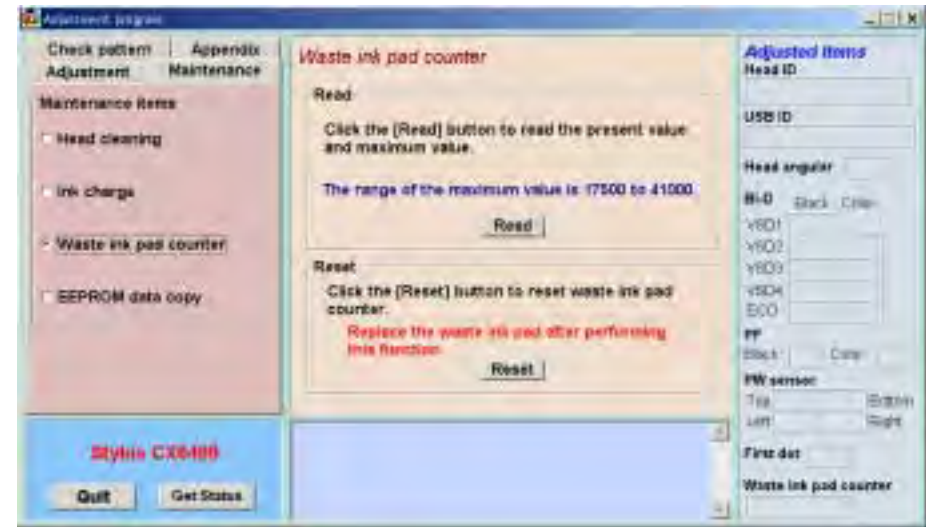 Adjustment program
Check pattern Appendix
Adjustment Maintenance
Maintenance items
Head cleaning
Ink charge
Waste ink pad counter
EEPROM data copy
Stylus CX6400
Quit Get Status
Waste ink pad counter
Read
Click the [Read] button to read the present value
and maximum value.
The range of the maximum value is 17500 to 41000
Read
Reset
Click the [Reset] button to reset waste ink pad
counter.
Replace the waste ink pad after performing
this function
Reset
Adjusted items
Head ID
USB ID
Head angular
Bi-D Black Color
VSD1
VSD2
VSD3
VSD4
ECO
PF
Black Color
PW sensor
Top Bottom
Left Right
First dot
Waste ink pad counter